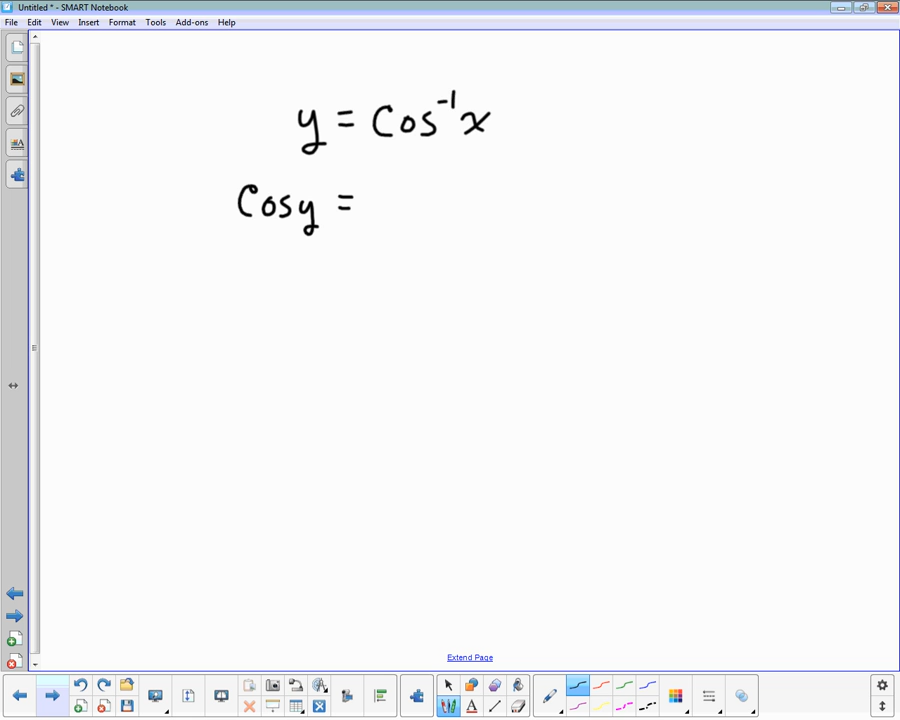 Untitled * - SMART Notebook
File Edit View Insert Format Tools Add-ons Help
y = Cos⁻¹x
Cosy =
Extend Page